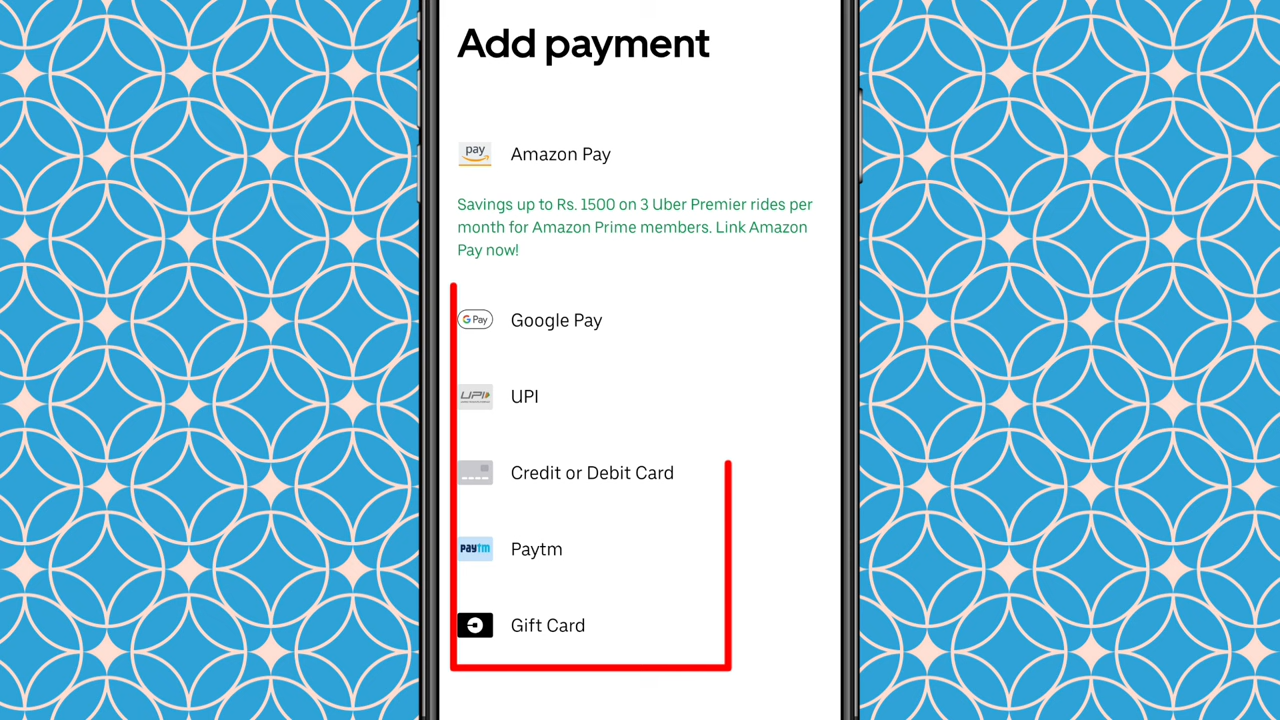 Add payment
pay
Amazon Pay
Savings up to Rs. 1500 on 3 Uber Premier rides per
month for Amazon Prime members. Link Amazon
Pay now!
G Pay
Google Pay
UPI
UPI
Credit or Debit Card
paytm
Paytm
Gift Card